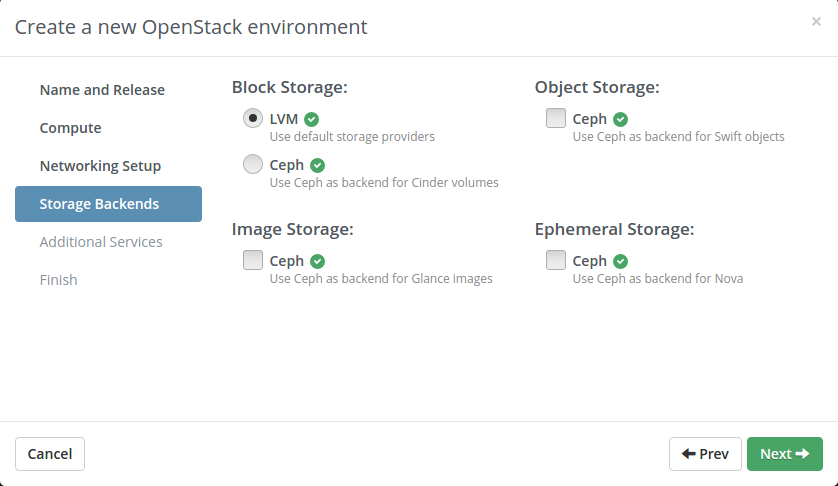 Create a new OpenStack environment
×
Name and Release
Compute
Networking Setup
Storage Backends
Additional Services
Finish
Block Storage:
LVM
Use default storage providers
Ceph
Use Ceph as backend for Cinder volumes
Object Storage:
Ceph
Use Ceph as backend for Swift objects
Image Storage:
Ceph
Use Ceph as backend for Glance images
Ephemeral Storage:
Ceph
Use Ceph as backend for Nova
Cancel
Prev
Next